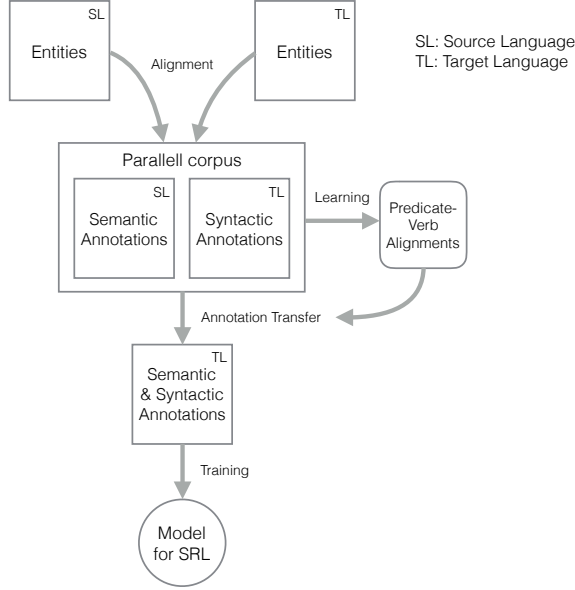 SL
Entities
TL
Entities
SL: Source Language
TL: Target Language
Alignment
Parallell corpus
SL
Semantic
Annotations
TL
Syntactic
Annotations
Learning
Predicate-
Verb
Alignments
Annotation Transfer
TL
Semantic
& Syntactic
Annotations
Training
Model
for SRL